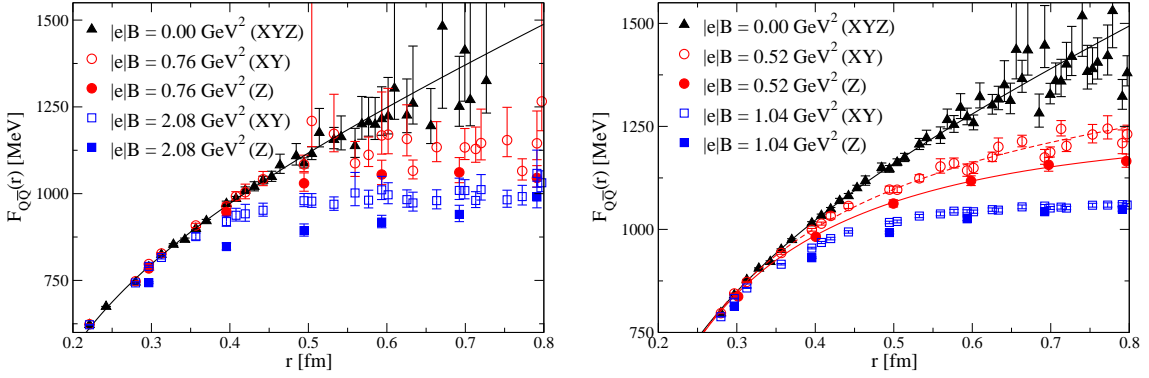 1500
1250
1000
750
F_{QQ̅}(r) [MeV]
|e|B = 0.00 GeV² (XYZ)
|e|B = 0.76 GeV² (XY)
|e|B = 0.76 GeV² (Z)
|e|B = 2.08 GeV² (XY)
|e|B = 2.08 GeV² (Z)
0.2 0.3 0.4 0.5 0.6 0.7 0.8
r [fm]
1500
1250
1000
750
F_{QQ̅}(r) [MeV]
|e|B = 0.00 GeV² (XYZ)
|e|B = 0.52 GeV² (XY)
|e|B = 0.52 GeV² (Z)
|e|B = 1.04 GeV² (XY)
|e|B = 1.04 GeV² (Z)
0.2 0.3 0.4 0.5 0.6 0.7 0.8
r [fm]